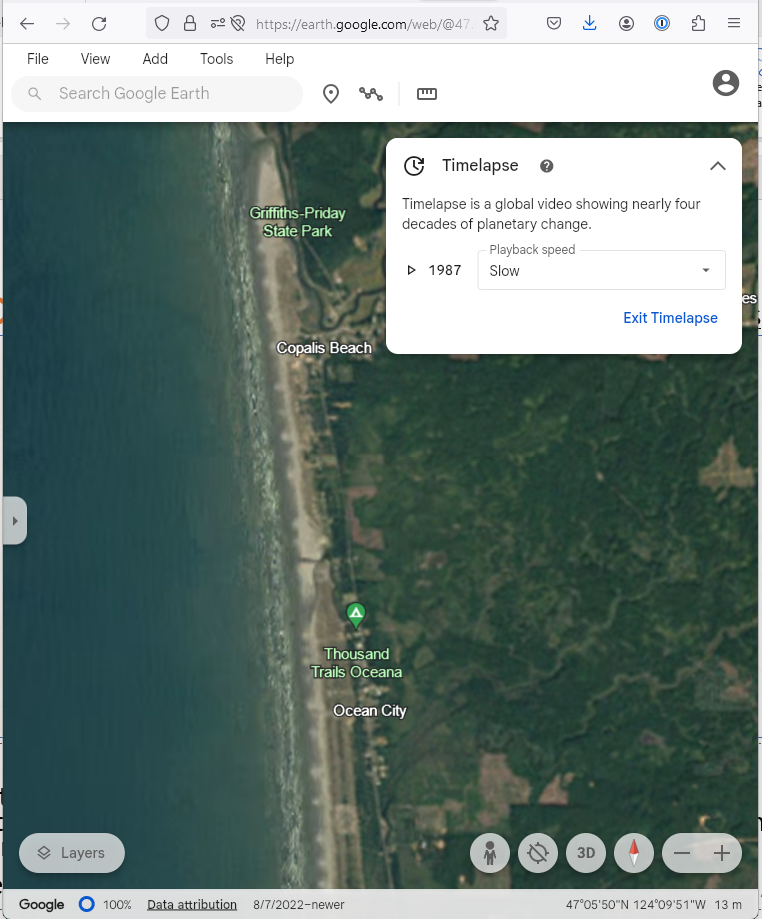 https://earth.google.com/web/@47.
File View Add Tools Help
Search Google Earth
Timelapse
Timelapse is a global video showing nearly four
decades of planetary change.
Playback speed
1987 Slow
Exit Timelapse
Griffiths-Priday
State Park
es
Copalis Beach
Thousand
Trails Oceana
Ocean City
Layers
3D
Google 100% Data attribution 8/7/2022–newer 47°05'50"N 124°09'51"W 13 m